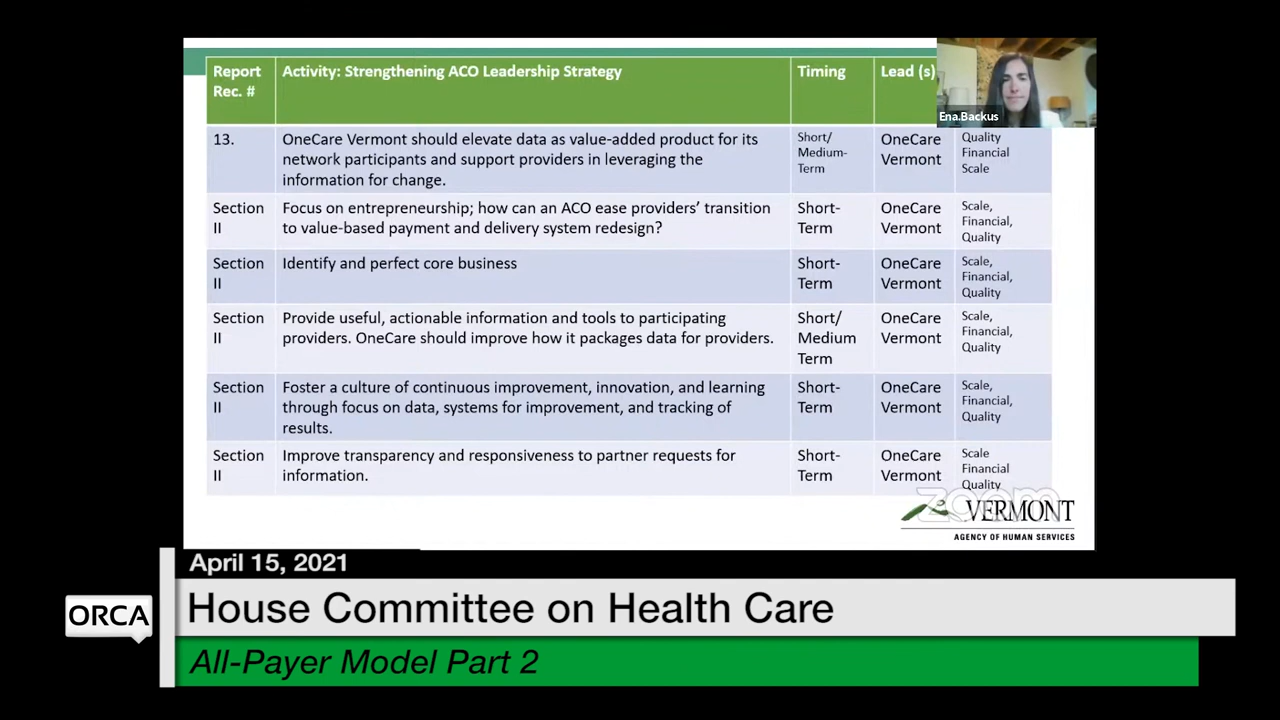 Report
Rec. #
Activity: Strengthening ACO Leadership Strategy
Timing
Lead (s)
Ena.Backus
13.
OneCare Vermont should elevate data as value-added product for its
network participants and support providers in leveraging the
information for change.
Short/
Medium-
Term
OneCare
Vermont
Quality
Financial
Scale
Section
II
Focus on entrepreneurship; how can an ACO ease providers’ transition
to value-based payment and delivery system redesign?
Short-
Term
OneCare
Vermont
Scale,
Financial,
Quality
Section
II
Identify and perfect core business
Short-
Term
OneCare
Vermont
Scale,
Financial,
Quality
Section
II
Provide useful, actionable information and tools to participating
providers. OneCare should improve how it packages data for providers.
Short/
Medium
Term
OneCare
Vermont
Scale,
Financial,
Quality
Section
II
Foster a culture of continuous improvement, innovation, and learning
through focus on data, systems for improvement, and tracking of
results.
Short-
Term
OneCare
Vermont
Scale,
Financial,
Quality
Section
II
Improve transparency and responsiveness to partner requests for
information.
Short-
Term
OneCare
Vermont
Scale
Financial
Quality
zoom
VERMONT
AGENCY OF HUMAN SERVICES
April 15, 2021
ORCA
House Committee on Health Care
All-Payer Model Part 2